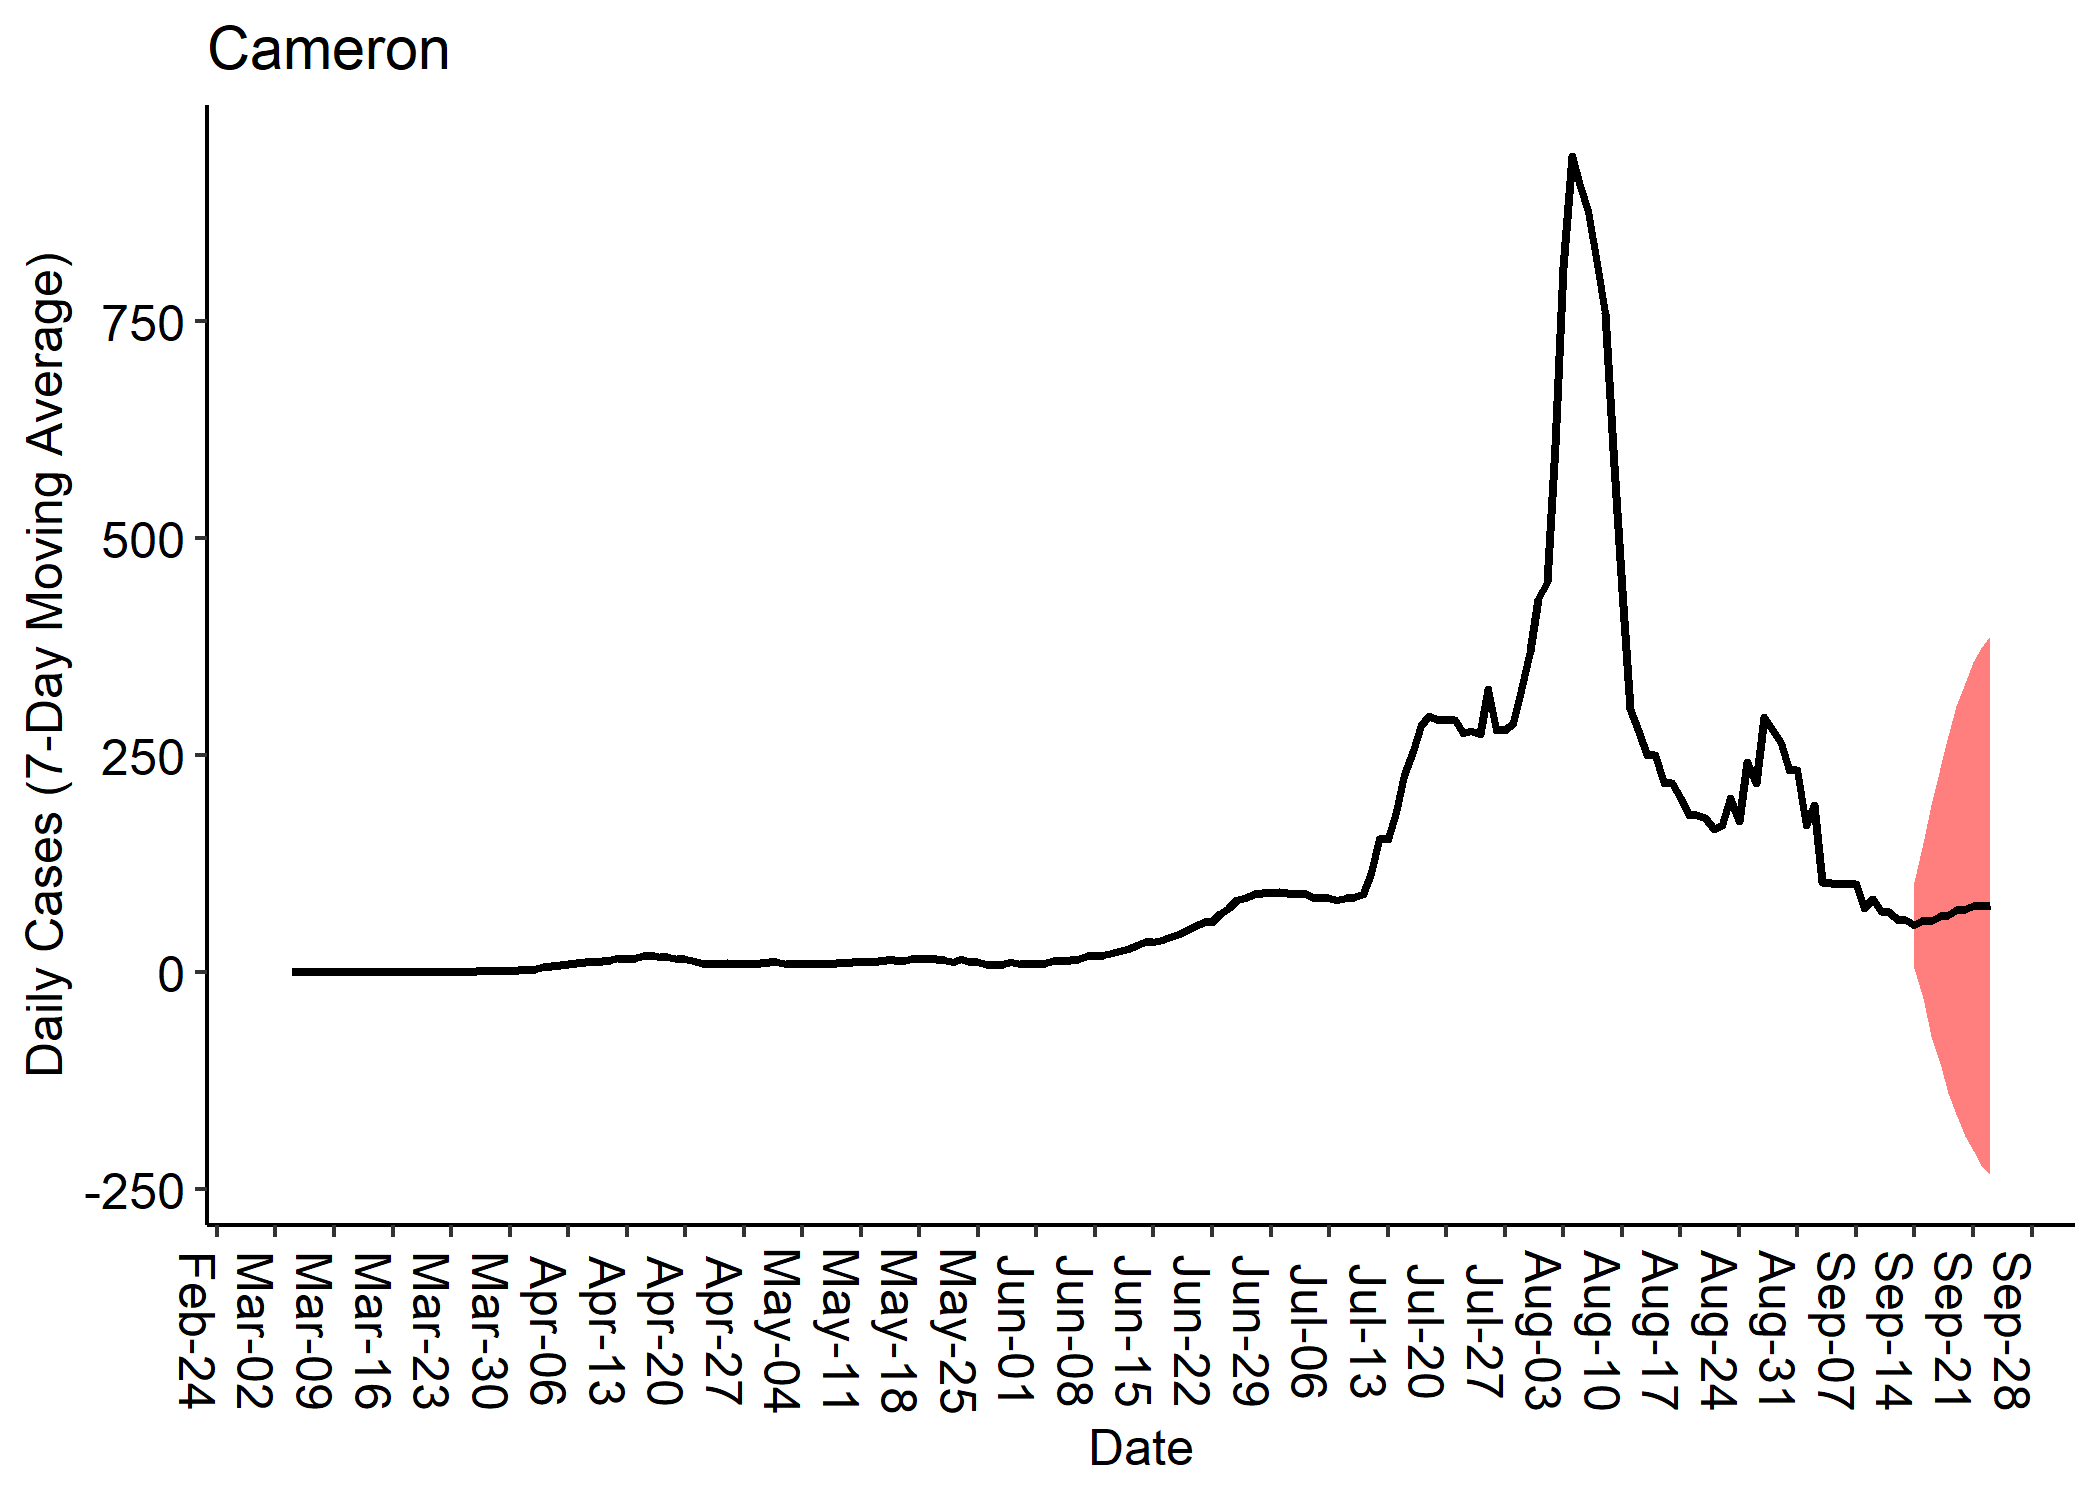 Cameron
Daily Cases (7-Day Moving Average)
750
500
250
0
-250
Feb-24
Mar-02
Mar-09
Mar-16
Mar-23
Mar-30
Apr-06
Apr-13
Apr-20
Apr-27
May-04
May-11
May-18
May-25
Jun-01
Jun-08
Jun-15
Jun-22
Jun-29
Jul-06
Jul-13
Jul-20
Jul-27
Aug-03
Aug-10
Aug-17
Aug-24
Aug-31
Sep-07
Sep-14
Sep-21
Sep-28
Date